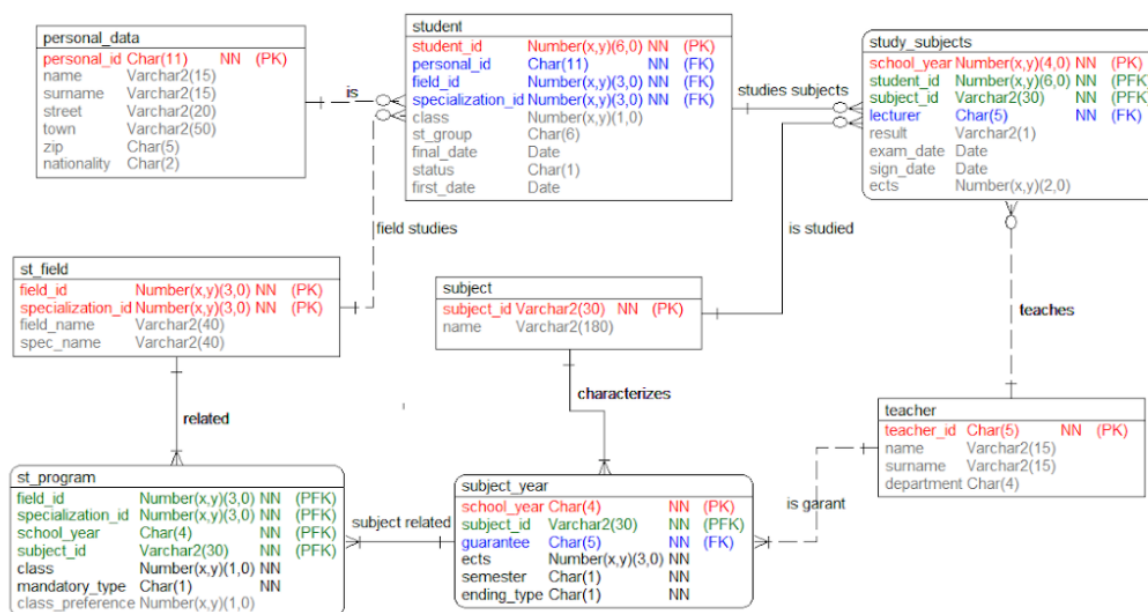 personal_data
personal_id Char(11) NN (PK)
name Varchar2(15)
surname Varchar2(15)
street Varchar2(20)
town Varchar2(50)
zip Char(5)
nationality Char(2)
is
student
student_id Number(x,y)(6,0) NN (PK)
personal_id Char(11) NN (FK)
field_id Number(x,y)(3,0) NN (FK)
specialization_id Number(x,y)(3,0) NN (FK)
class Number(x,y)(1,0)
st_group Char(6)
final_date Date
status Char(1)
first_date Date
studies subjects
study_subjects
school_year Number(x,y)(4,0) NN (PK)
student_id Number(x,y)(6,0) NN (PFK)
subject_id Varchar2(30) NN (PFK)
lecturer Char(5) NN (FK)
result Varchar2(1)
exam_date Date
sign_date Date
ects Number(x,y)(2,0)
field studies
is studied
st_field
field_id Number(x,y)(3,0) NN (PK)
specialization_id Number(x,y)(3,0) NN (PK)
field_name Varchar2(40)
spec_name Varchar2(40)
subject
subject_id Varchar2(30) NN (PK)
name Varchar2(180)
teaches
related
characterizes
teacher
teacher_id Char(5) NN (PK)
name Varchar2(15)
surname Varchar2(15)
department Char(4)
st_program
field_id Number(x,y)(3,0) NN (PFK)
specialization_id Number(x,y)(3,0) NN (PFK)
school_year Char(4) NN (PFK)
subject_id Varchar2(30) NN (PFK)
class Number(x,y)(1,0) NN
mandatory_type Char(1) NN
class_preference Number(x,y)(1,0)
subject related
subject_year
school_year Char(4) NN (PK)
subject_id Varchar2(30) NN (PFK)
guarantee Char(5) NN (FK)
ects Number(x,y)(3,0) NN
semester Char(1) NN
ending_type Char(1) NN
is garant